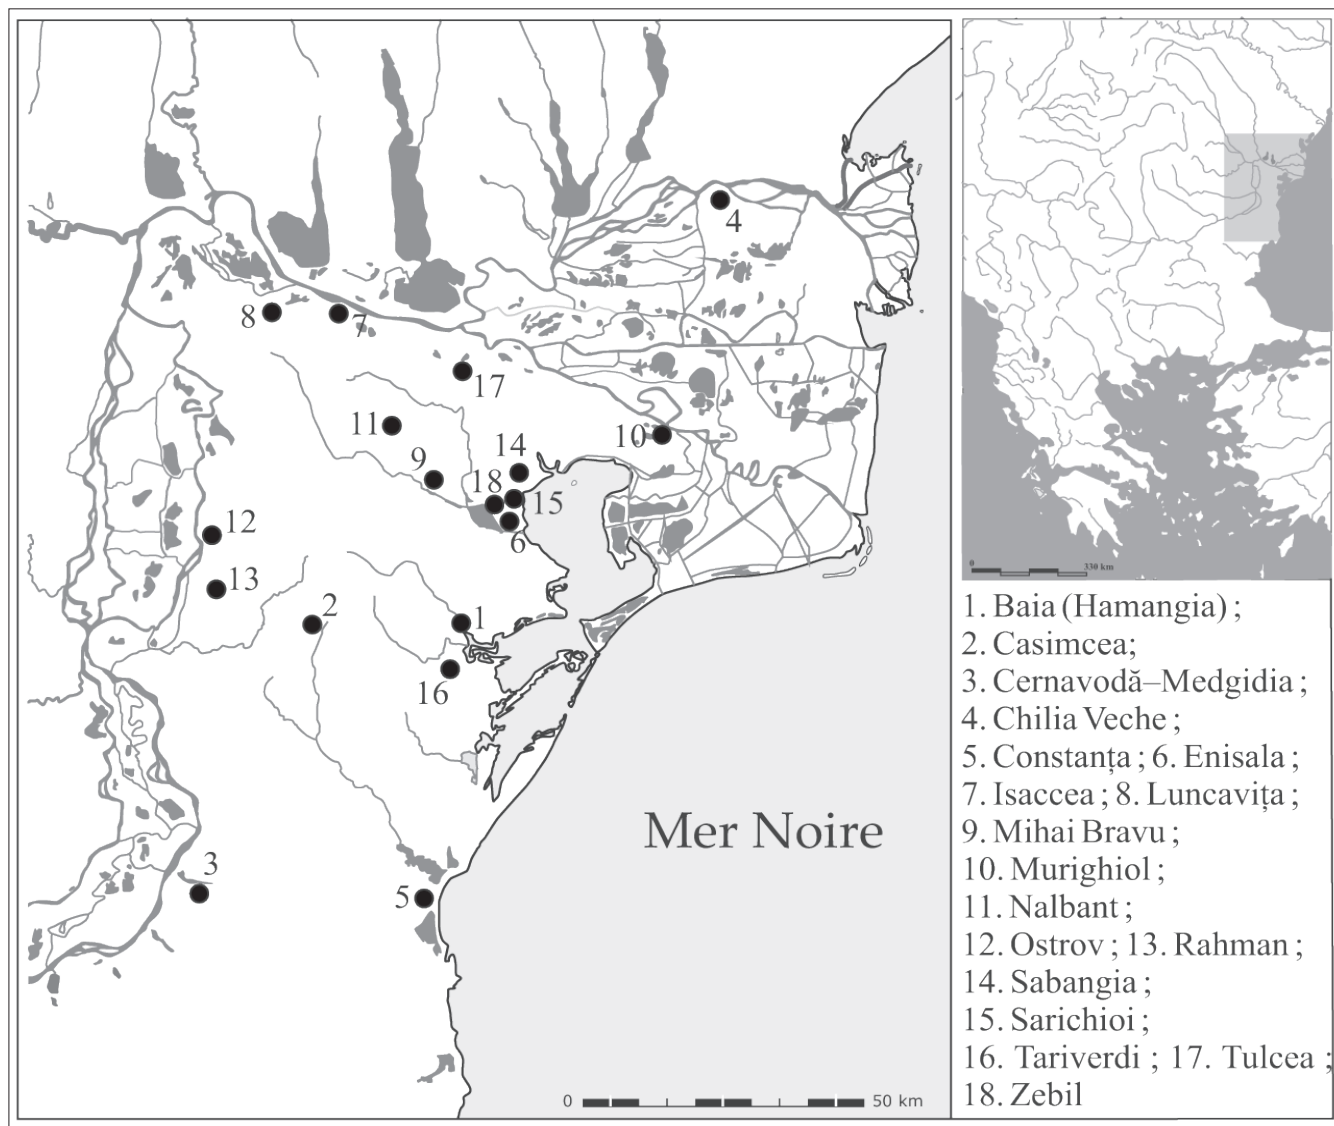 4
8
7
17
11
10
9
14
18
15
6
12
13
2
1
16
3
5
Mer Noire
0 50 km
0 330 km
1. Baia (Hamangia) ;
2. Casimcea;
3. Cernavodă–Medgidia ;
4. Chilia Veche ;
5. Constanța ; 6. Enisala ;
7. Isaccea ; 8. Luncavița ;
9. Mihai Bravu ;
10. Murighiol ;
11. Nalbant ;
12. Ostrov ; 13. Rahman ;
14. Sabangia ;
15. Sarichioi ;
16. Tariverdi ; 17. Tulcea ;
18. Zebil